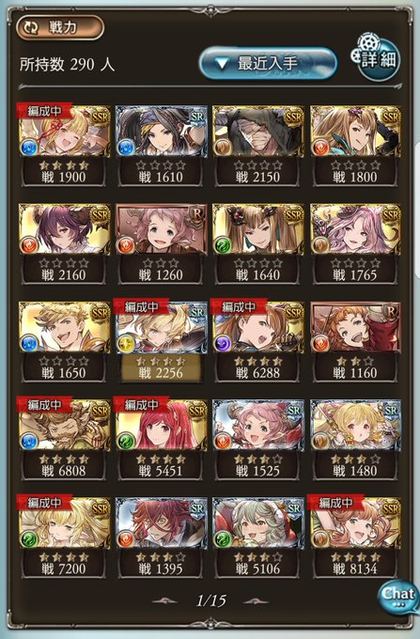 戦力
所持数 290 人
▼ 最近入手
詳細
編成中
SSR
SR
SSR
SSR
戦 1900
戦 1610
戦 2150
戦 1800
SSR
R
SSR
SSR
戦 2160
戦 1260
戦 1640
戦 1765
編成中
編成中
SSR
SR
SSR
R
戦 1650
戦 2256
戦 6288
戦 1160
編成中
編成中
SSR
SSR
SR
SR
戦 6808
戦 5451
戦 1525
戦 1480
編成中
編成中
SSR
SR
SR
SSR
戦 7200
戦 1395
戦 5106
戦 8134
1/15
Chat